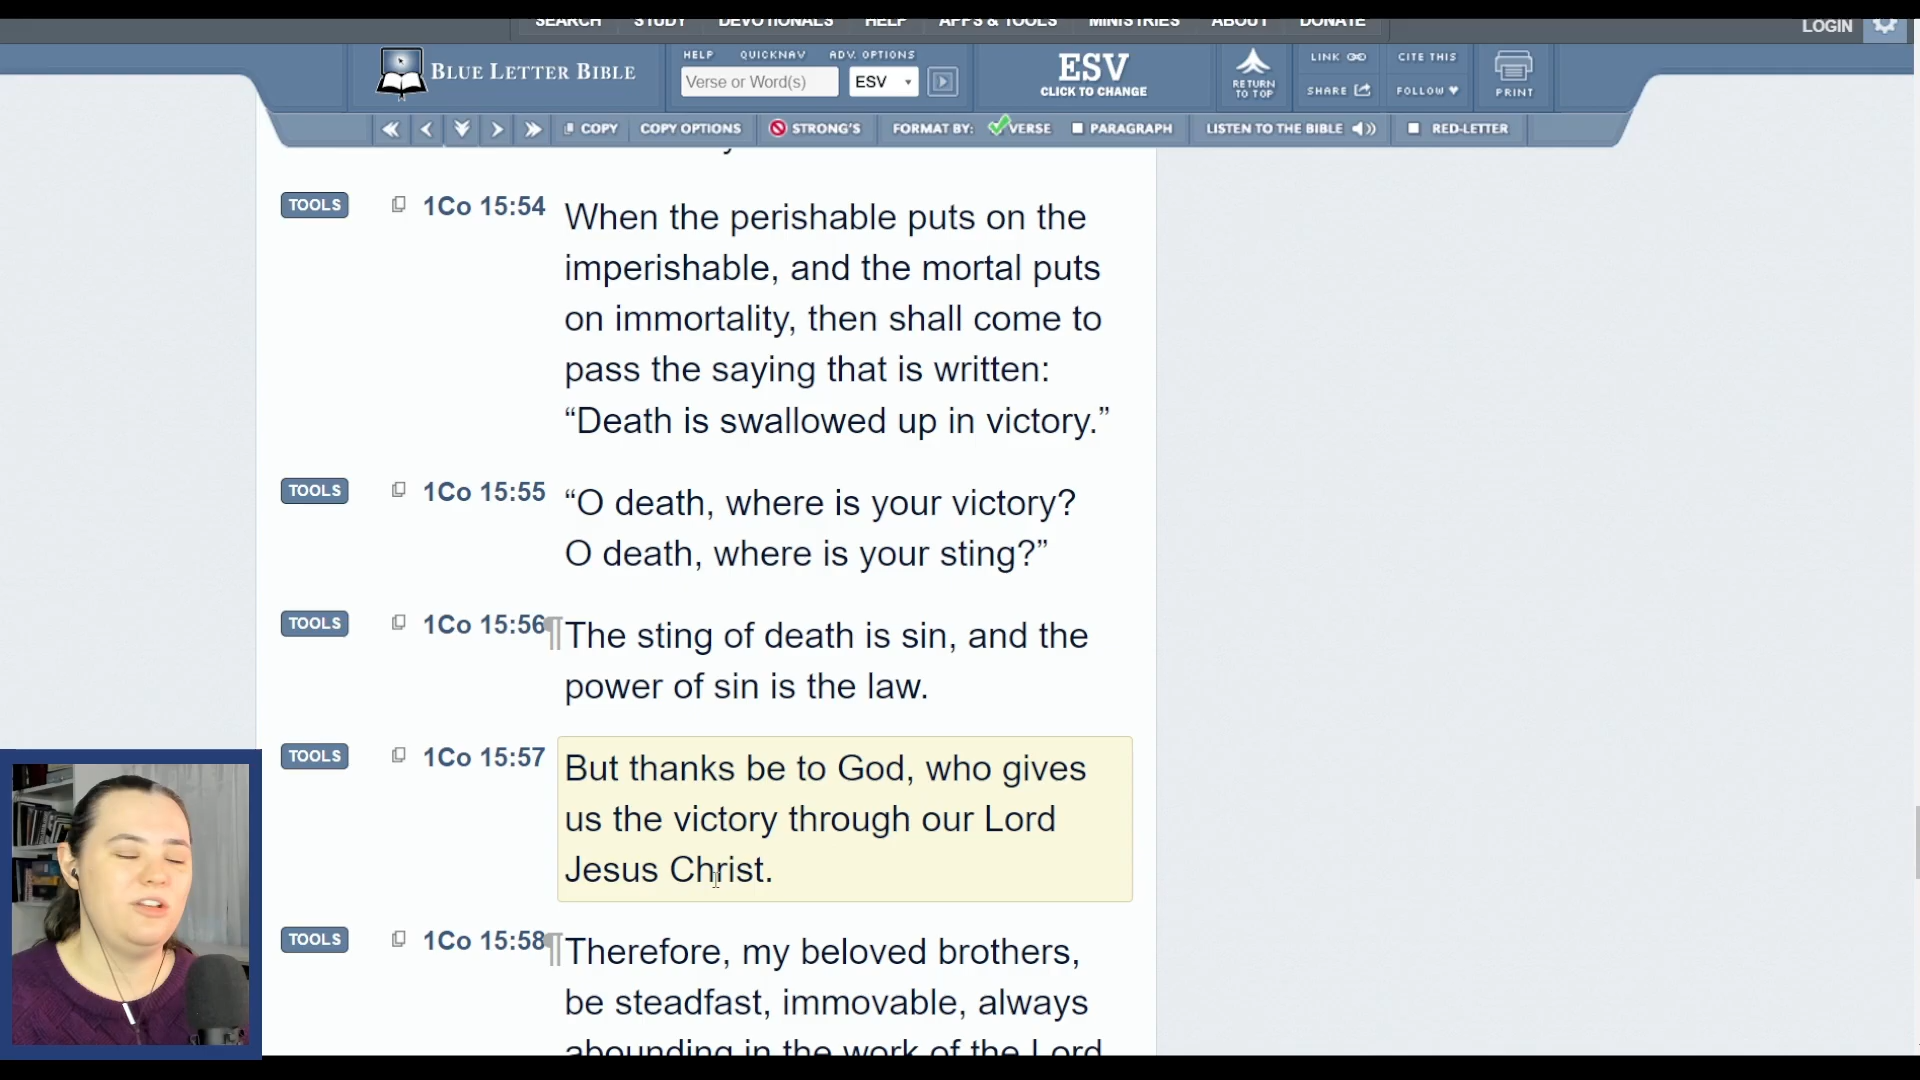 SEARCH STUDY DEVOTIONALS HELP APPS & TOOLS MINISTRIES ABOUT DONATE
LOGIN
BLUE LETTER BIBLE
HELP QUICKNAV ADV. OPTIONS
Verse or Word(s) ESV
ESV
CLICK TO CHANGE
RETURN
TO TOP
LINK CITE THIS
SHARE FOLLOW
PRINT
COPY COPY OPTIONS STRONG'S FORMAT BY: VERSE PARAGRAPH LISTEN TO THE BIBLE RED-LETTER
TOOLS 1Co 15:54 When the perishable puts on the
imperishable, and the mortal puts
on immortality, then shall come to
pass the saying that is written:
“Death is swallowed up in victory.”
TOOLS 1Co 15:55 “O death, where is your victory?
O death, where is your sting?”
TOOLS 1Co 15:56 ¶The sting of death is sin, and the
power of sin is the law.
TOOLS 1Co 15:57 But thanks be to God, who gives
us the victory through our Lord
Jesus Christ.
TOOLS 1Co 15:58 ¶Therefore, my beloved brothers,
be steadfast, immovable, always
abounding in the work of the Lord